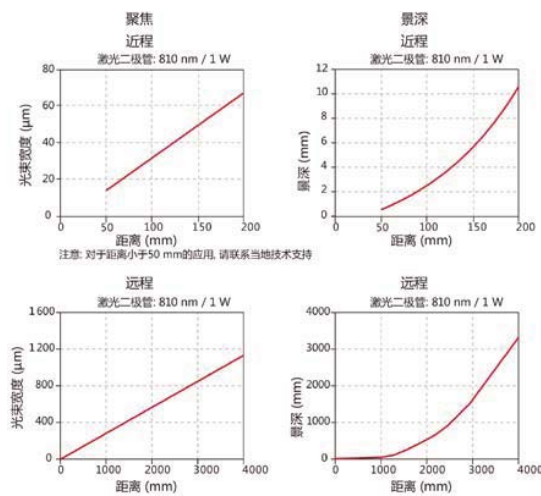 聚焦
近程
激光二极管: 810 nm / 1 W
80
60
40
20
0
光束宽度 (μm)
0 50 100 150 200
距离 (mm)
注意: 对于距离小于50 mm的应用, 请联系当地技术支持
景深
近程
激光二极管: 810 nm / 1 W
12
10
8
6
4
2
0
景深 (mm)
0 50 100 150 200
距离 (mm)
远程
激光二极管: 810 nm / 1 W
1 600
1 200
800
400
0
光束宽度 (μm)
0 1000 2000 3000 4000
距离 (mm)
远程
激光二极管: 810 nm / 1 W
4000
3000
2000
1000
0
景深 (mm)
0 1000 2000 3000 4000
距离 (mm)